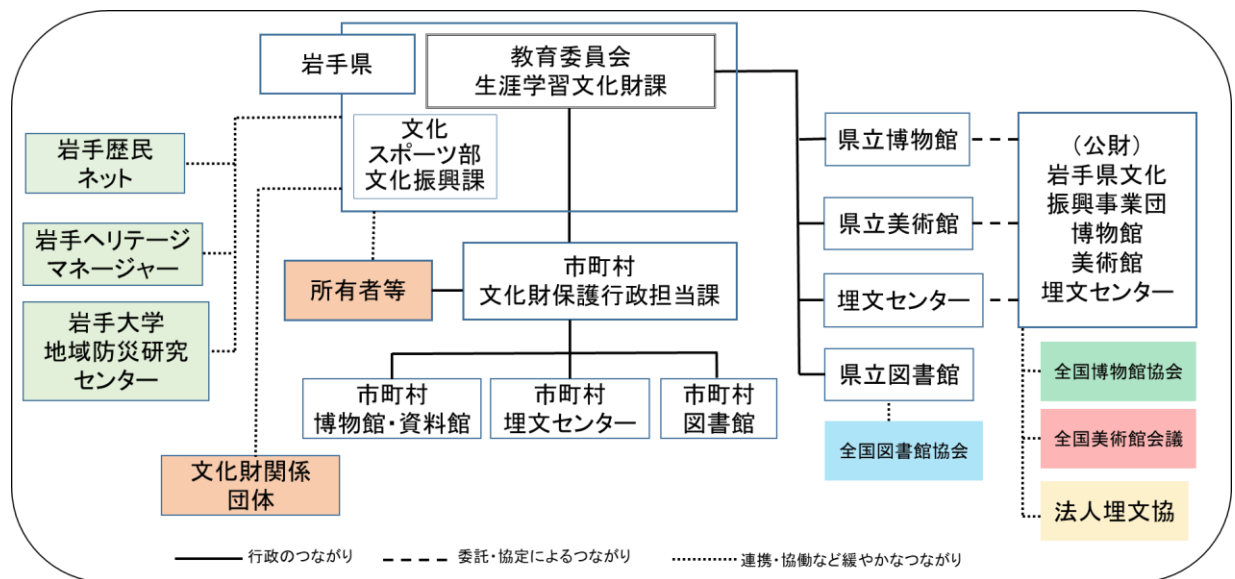 岩手県
教育委員会
生涯学習文化財課
文化
スポーツ部
文化振興課
岩手歴民
ネット
岩手ヘリテージ
マネージャー
岩手大学
地域防災研究
センター
文化財関係
団体
所有者等
市町村
文化財保護行政担当課
市町村
博物館・資料館
市町村
埋文センター
市町村
図書館
県立博物館
県立美術館
埋文センター
県立図書館
全国図書館協会
（公財）
岩手県文化
振興事業団
博物館
美術館
埋文センター
全国博物館協会
全国美術館会議
法人埋文協
行政のつながり
委託・協定によるつながり
連携・協働など緩やかなつながり